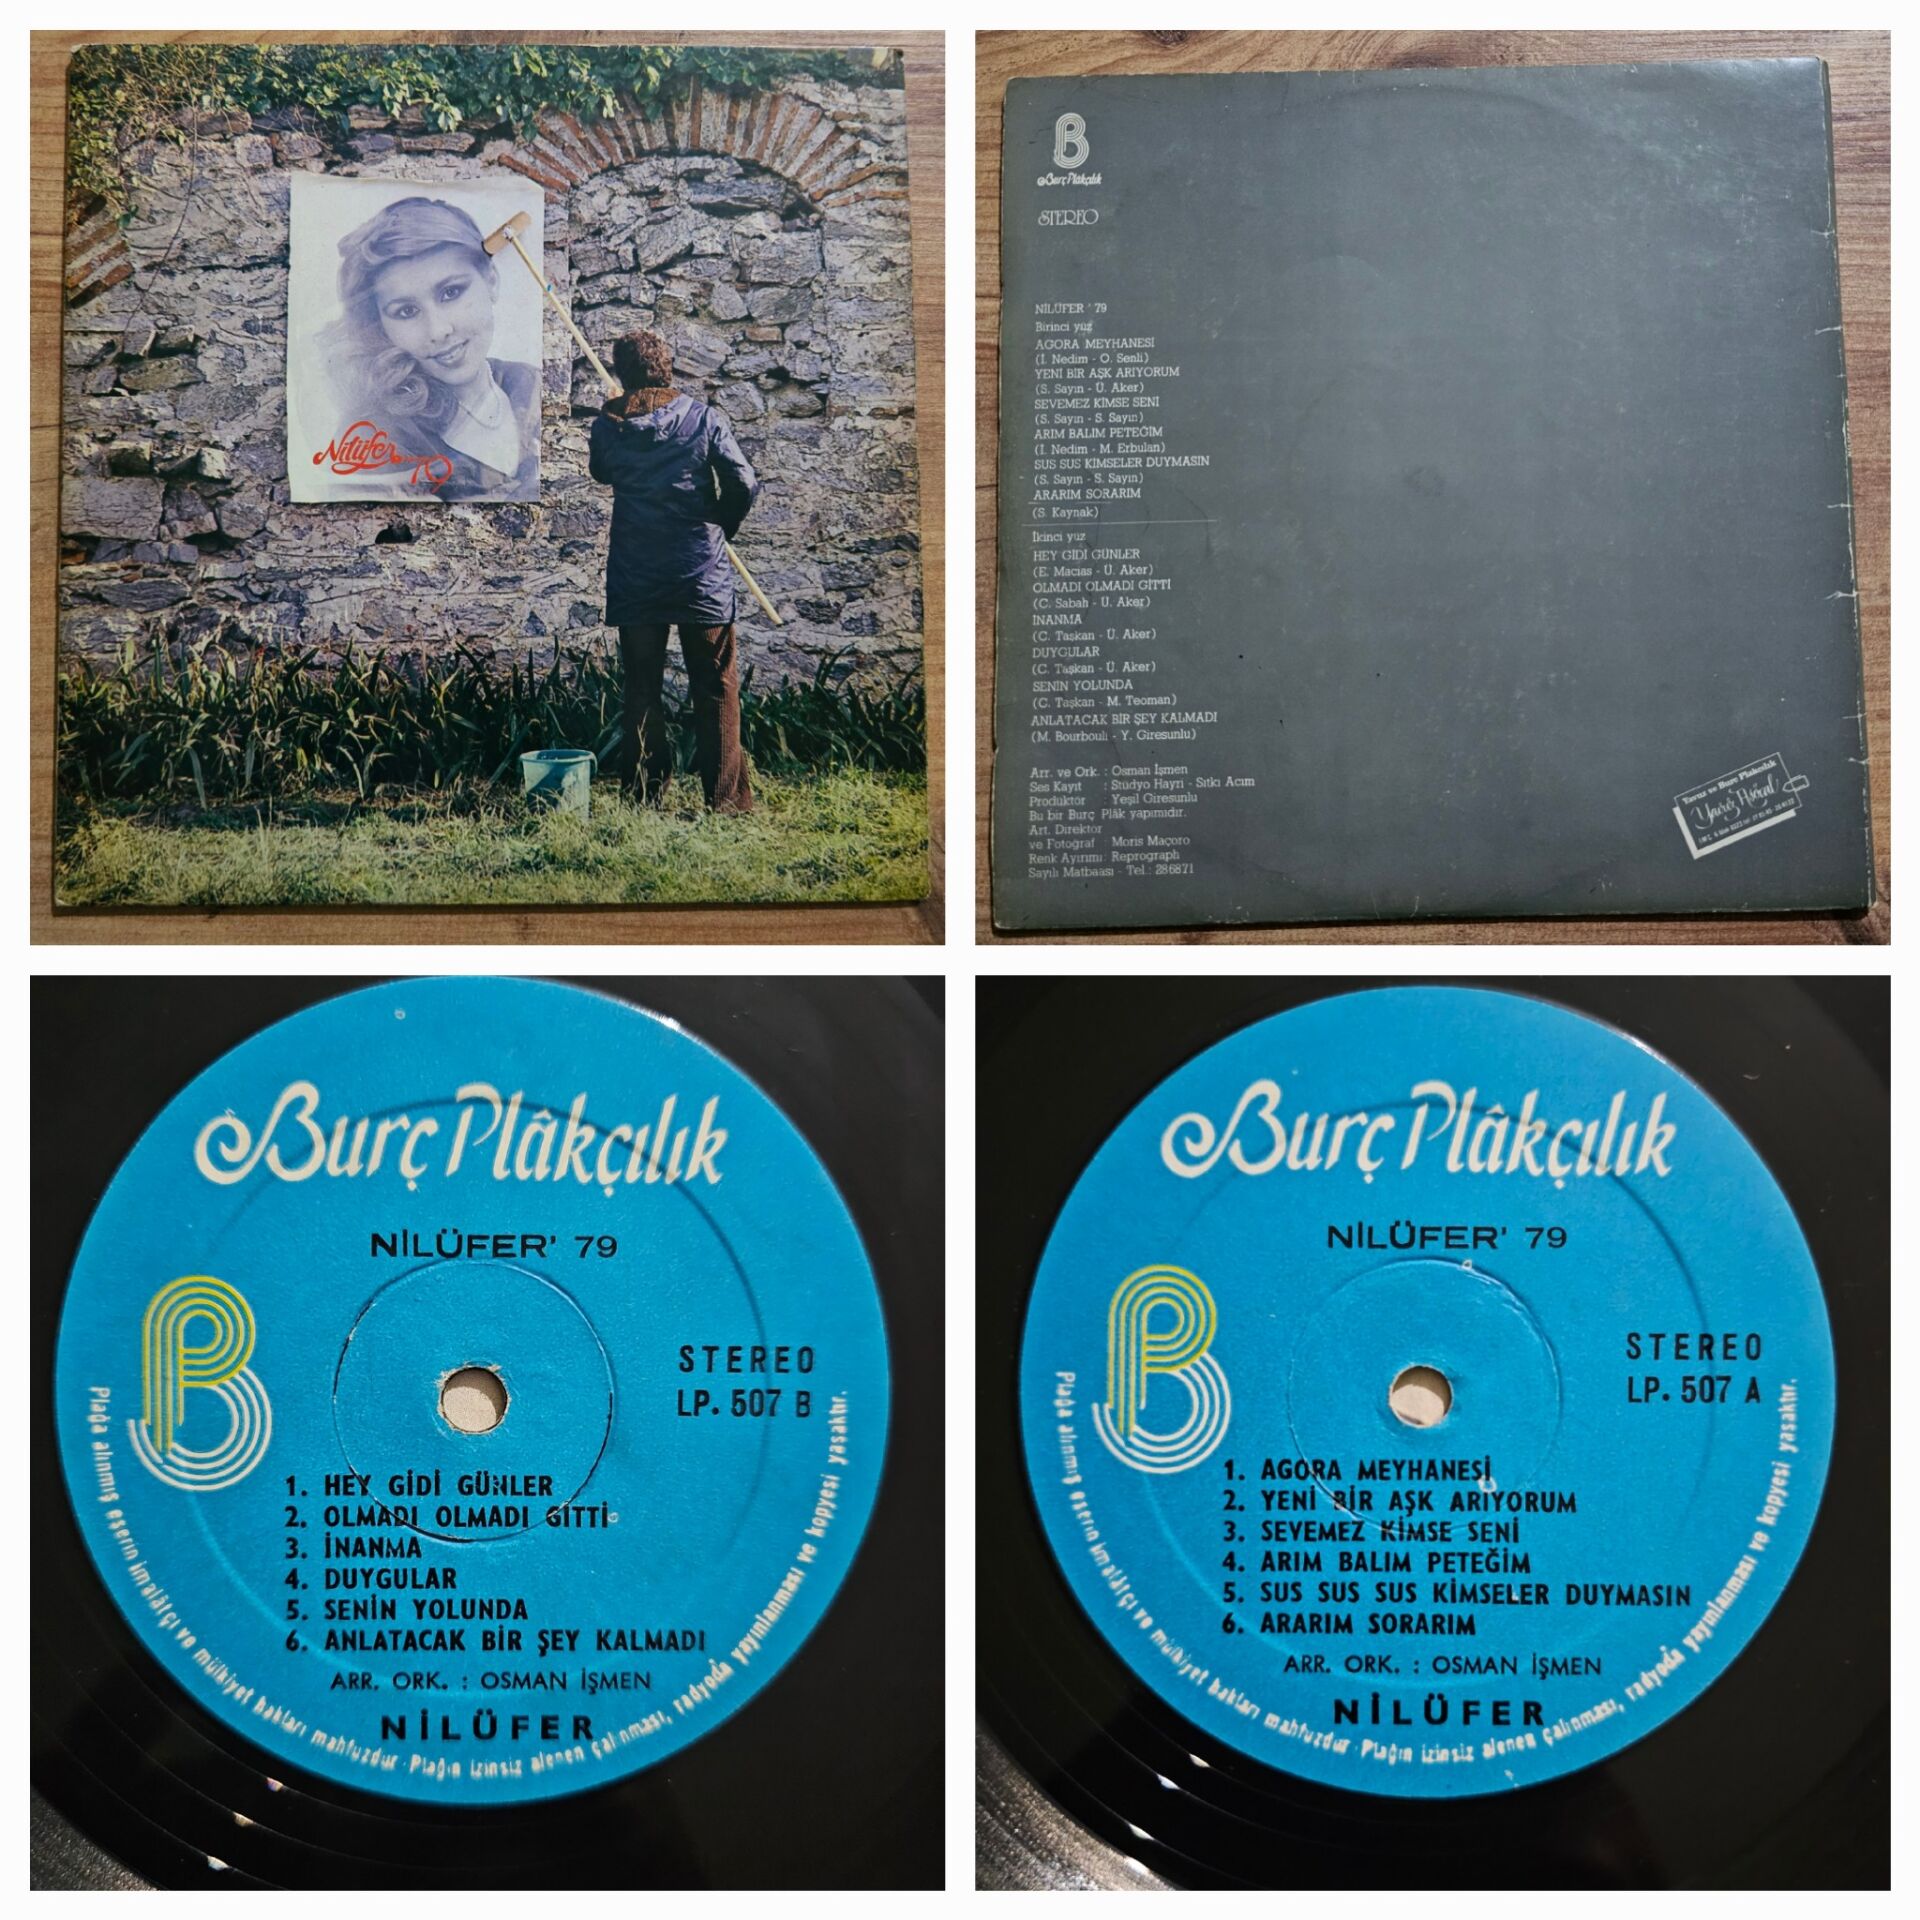 Nilüfer 79
B
Burç Plâkçılık
STEREO
NİLÜFER ' 79
Birinci yüz
AGORA MEYHANESİ
(İ. Nedim - O. Senli)
YENİ BİR AŞK ARIYORUM
(S. Sayın - Ü. Aker)
SEVEMEZ KİMSE SENİ
(S. Sayın - S. Sayın)
ARIM BALIM PETEĞİM
(İ. Nedim - M. Erbulan)
SUS SUS KİMSELER DUYMASIN
(S. Sayın - S. Sayın)
ARARIM SORARIM
(S. Kaynak)
İkinci yüz
HEY GİDİ GÜNLER
(E. Macias - Ü. Aker)
OLMADI OLMADI GİTTİ
(C. Sabah - Ü. Aker)
İNANMA
(C. Taşkan - Ü. Aker)
DUYGULAR
(C. Taşkan - Ü. Aker)
SENİN YOLUNDA
(C. Taşkan - M. Teoman)
ANLATACAK BİR ŞEY KALMADI
(M. Bourbouli - Y. Giresunlu)
Arr. ve Ork. : Osman İşmen
Ses Kayıt : Stüdyo Hayri - Sıtkı Acım
Prodüktör : Yeşil Giresunlu
Bu bir Burç Plâk yapımıdır.
Art. Direktör
ve Fotoğraf : Moris Maçoro
Renk Ayırımı : Reprograph
Sayılı Matbaası - Tel.: 286871
Yavuz ve Burç Plakçılık
Burç Plâkçılık
NİLÜFER' 79
B
STEREO
LP. 507 B
1. HEY GİDİ GÜNLER
2. OLMADI OLMADI GİTTİ
3. İNANMA
4. DUYGULAR
5. SENİN YOLUNDA
6. ANLATACAK BİR ŞEY KALMADI
ARR. ORK. : OSMAN İŞMEN
NİLÜFER
Plağa alınmış eserin imalâtçı ve mülkiyet hakları mahfuzdur. Plağın izinsiz alenen çalınması, radyoda yayınlanması ve kopyesi yasaktır.
Burç Plâkçılık
NİLÜFER' 79
B
STEREO
LP. 507 A
1. AGORA MEYHANESİ
2. YENİ BİR AŞK ARIYORUM
3. SEVEMEZ KİMSE SENİ
4. ARIM BALIM PETEĞİM
5. SUS SUS SUS KİMSELER DUYMASIN
6. ARARIM SORARIM
ARR. ORK. : OSMAN İŞMEN
NİLÜFER
Plağa alınmış eserin imalâtçı ve mülkiyet hakları mahfuzdur. Plağın izinsiz alenen çalınması, radyoda yayınlanması ve kopyesi yasaktır.